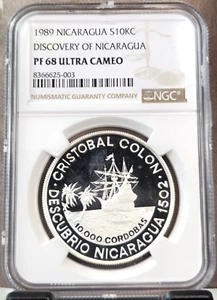 1989 NICARAGUA S10KC
DISCOVERY OF NICARAGUA
PF 68 ULTRA CAMEO
8366625-003
NUMISMATIC GUARANTY COMPANY
NGC
CRISTOBAL COLON
DESCUBRIO NICARAGUA 1502
10,000 CORDOBAS